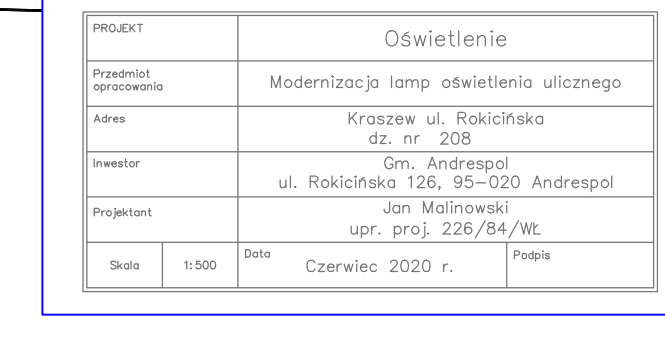 PROJEKT
Oświetlenie
Przedmiot
opracowania
Modernizacja lamp oświetlenia ulicznego
Adres
Kraszew ul. Rokicińska
dz. nr 208
Inwestor
Gm. Andrespol
ul. Rokicińska 126, 95-020 Andrespol
Projektant
Jan Malinowski
upr. proj. 226/84/WŁ
Skala
1:500
Data
Czerwiec 2020 r.
Podpis